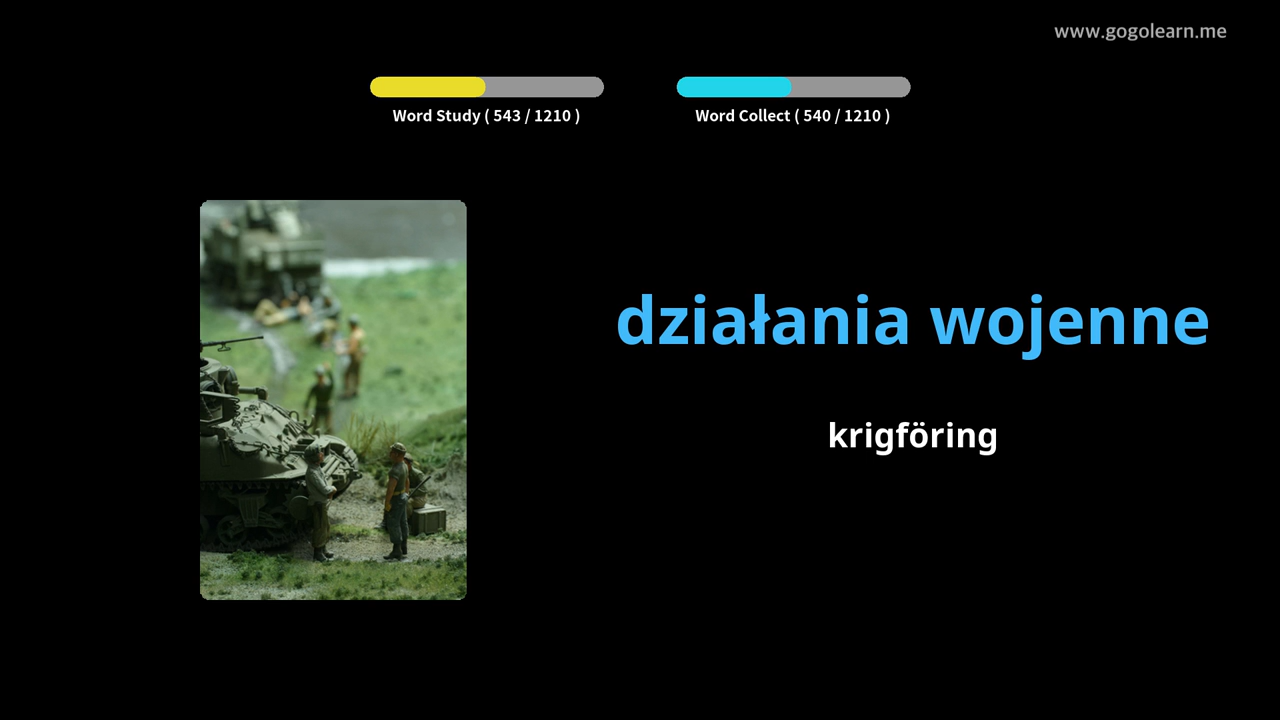 www.gogolearn.me
Word Study ( 543 / 1210 )
Word Collect ( 540 / 1210 )
działania wojenne
krigföring